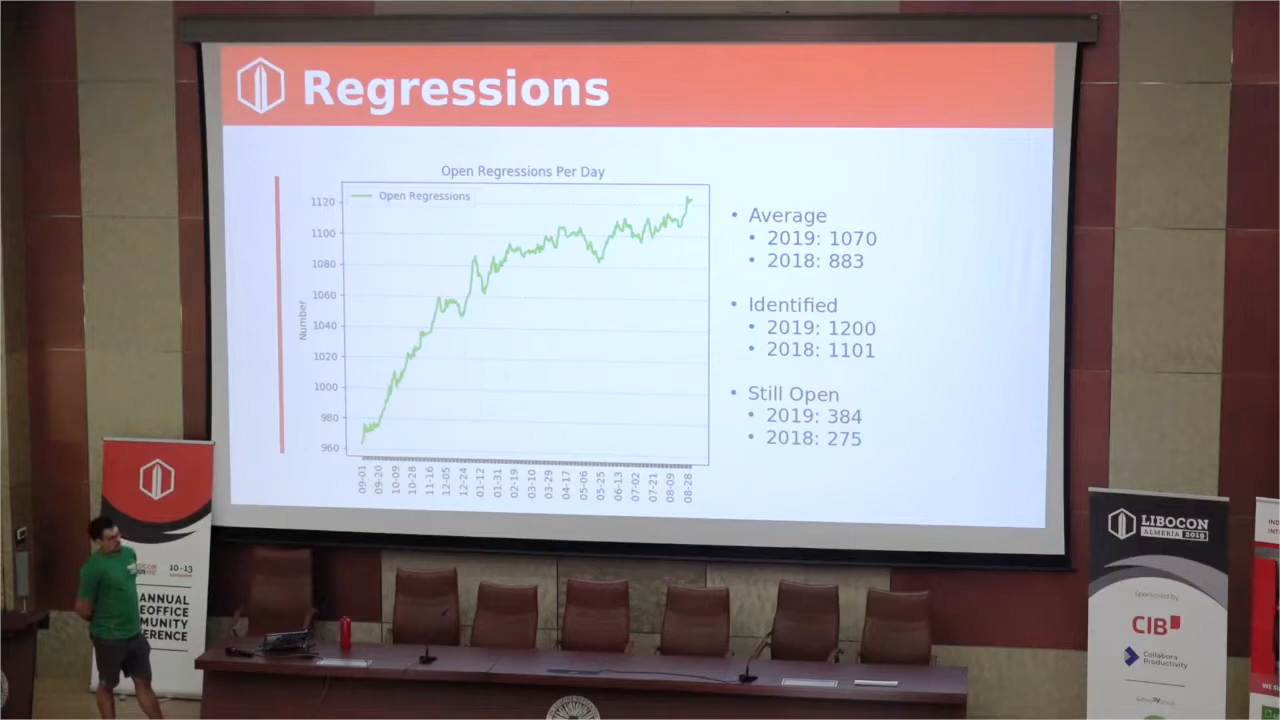 Regressions
Open Regressions Per Day
Open Regressions
Number
1120
1100
1080
1060
1040
1020
1000
980
960
09-01
09-20
10-09
10-28
11-16
12-05
12-24
01-12
01-31
02-19
03-10
03-29
04-17
05-06
05-25
06-13
07-02
07-21
08-09
08-28
• Average
• 2019: 1070
• 2018: 883
• Identified
• 2019: 1200
• 2018: 1101
• Still Open
• 2019: 384
• 2018: 275
10-13
ANNUAL
EOFFICE
MUNITY
ERENCE
LIBOCON
ALMERÍA 2019
Sponsored by
CIB
Collabora
Productivity